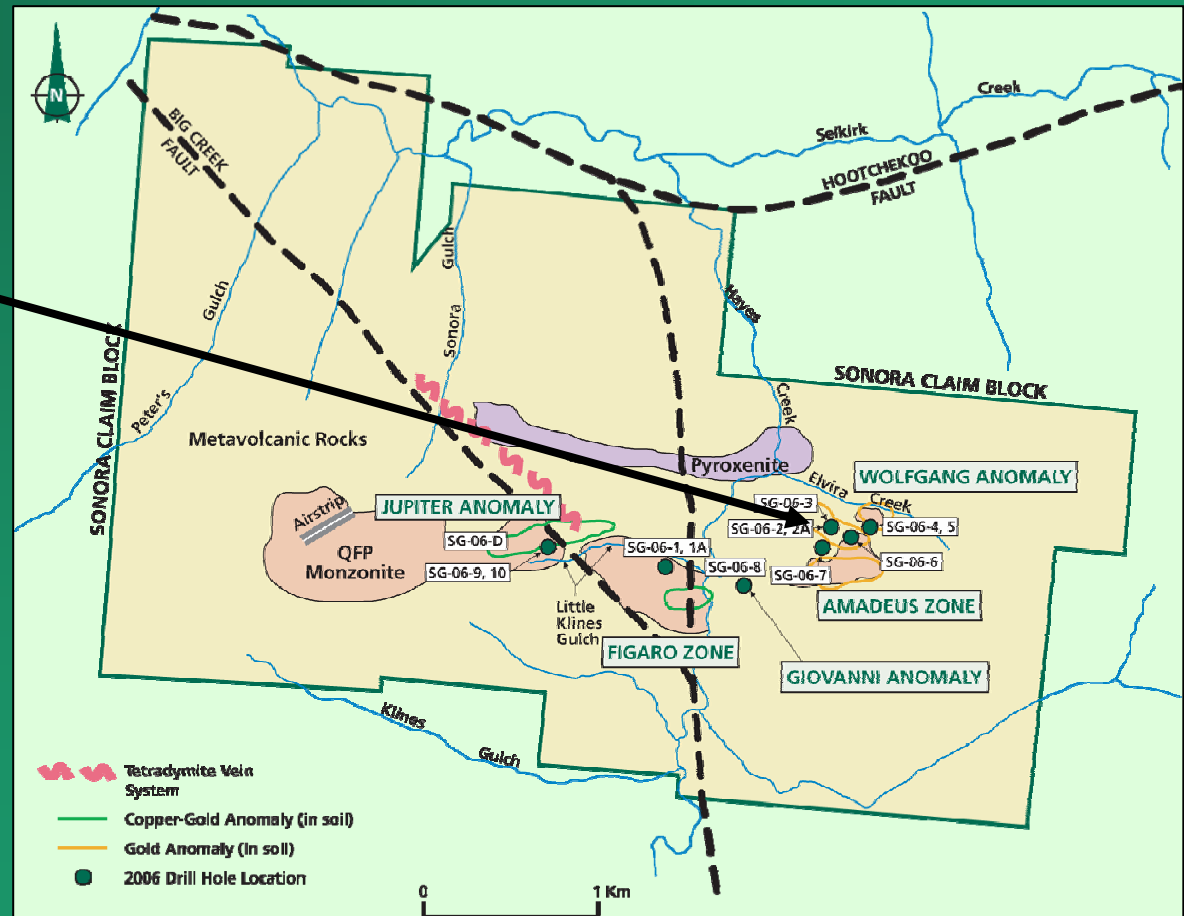 N
BIG CREEK
FAULT
Creek
Selkirk
HOOTCHEKOO
FAULT
Gulch
Sonora
Gulch
Peter's
Hayes
Creek
SONORA CLAIM BLOCK
SONORA CLAIM BLOCK
Metavolcanic Rocks
Pyroxenite
WOLFGANG ANOMALY
Elvira Creek
JUPITER ANOMALY
Airstrip
QFP
Monzonite
SG-06-3
SG-06-2, 2A
SG-06-4, 5
SG-06-D
SG-06-1, 1A
SG-06-6
SG-06-9, 10
SG-06-8
SG-06-7
Little
Klines
Gulch
AMADEUS ZONE
FIGARO ZONE
GIOVANNI ANOMALY
Klines
Gulch
Tetradymite Vein
System
Copper-Gold Anomaly (in soil)
Gold Anomaly (in soil)
2006 Drill Hole Location
0 1 Km